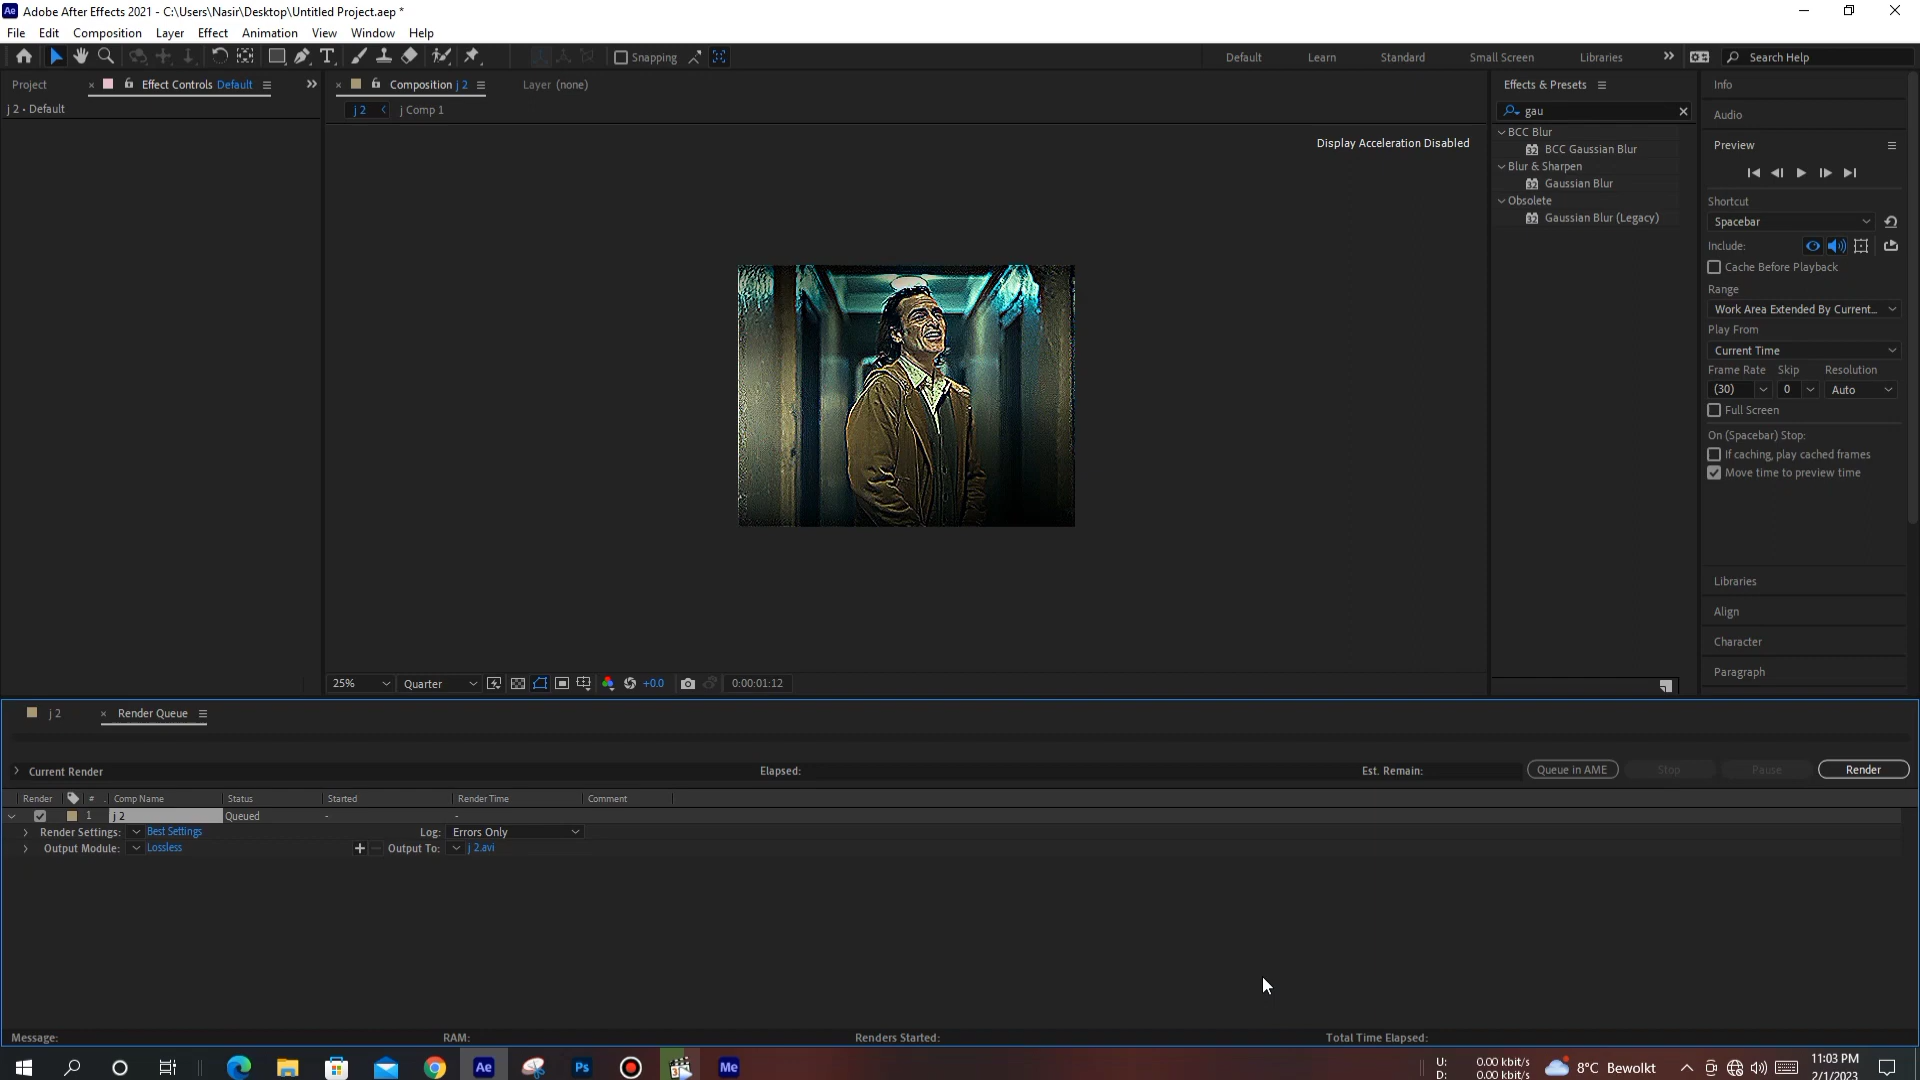 Adobe After Effects 2021 - C:\Users\Nasir\Desktop\Untitled Project.aep *
File Edit Composition Layer Effect Animation View Window Help
Snapping
Default Learn Standard Small Screen Libraries
Search Help
Project
Effect Controls Default
j 2 • Default
Composition j 2
Layer (none)
j 2
j Comp 1
Display Acceleration Disabled
Effects & Presets
gau
BCC Blur
32 BCC Gaussian Blur
Blur & Sharpen
32 Gaussian Blur
Obsolete
32 Gaussian Blur (Legacy)
Info
Audio
Preview
Shortcut
Spacebar
Include:
Cache Before Playback
Range
Work Area Extended By Current...
Play From
Current Time
Frame Rate Skip Resolution
(30) 0 Auto
Full Screen
On (Spacebar) Stop:
If caching, play cached frames
Move time to preview time
Libraries
Align
Character
Paragraph
25% Quarter +0.0 0:00:01:12
j 2
Render Queue
Current Render Elapsed: Est. Remain: Queue in AME Stop Pause Render
Render # . Comp Name Status Started Render Time Comment
1 j 2 Queued - -
Render Settings: Best Settings Log: Errors Only
Output Module: Lossless Output To: j 2.avi
Message: RAM: Renders Started: Total Time Elapsed:
Ae Ps Me
U: 0.00 kbit/s
D: 0.00 kbit/s
8°C Bewolkt
11:03 PM
2/1/2023